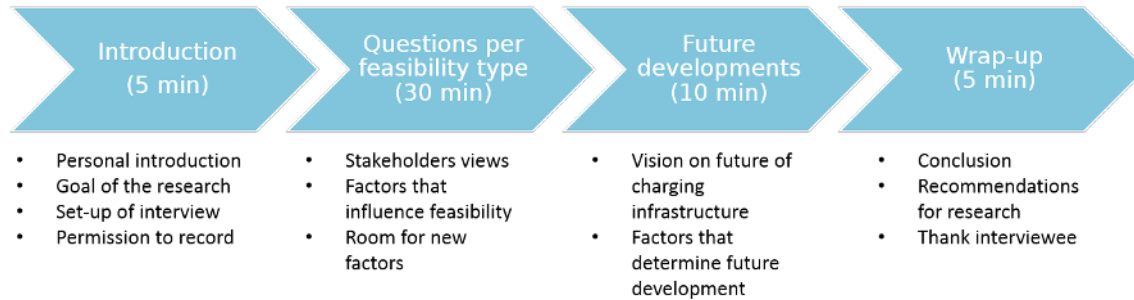 Introduction
(5 min)
Questions per
feasibility type
(30 min)
Future
developments
(10 min)
Wrap-up
(5 min)
• Personal introduction
• Goal of the research
• Set-up of interview
• Permission to record
• Stakeholders views
• Factors that
influence feasibility
• Room for new
factors
• Vision on future of
charging
infrastructure
• Factors that
determine future
development
• Conclusion
• Recommendations
for research
• Thank interviewee